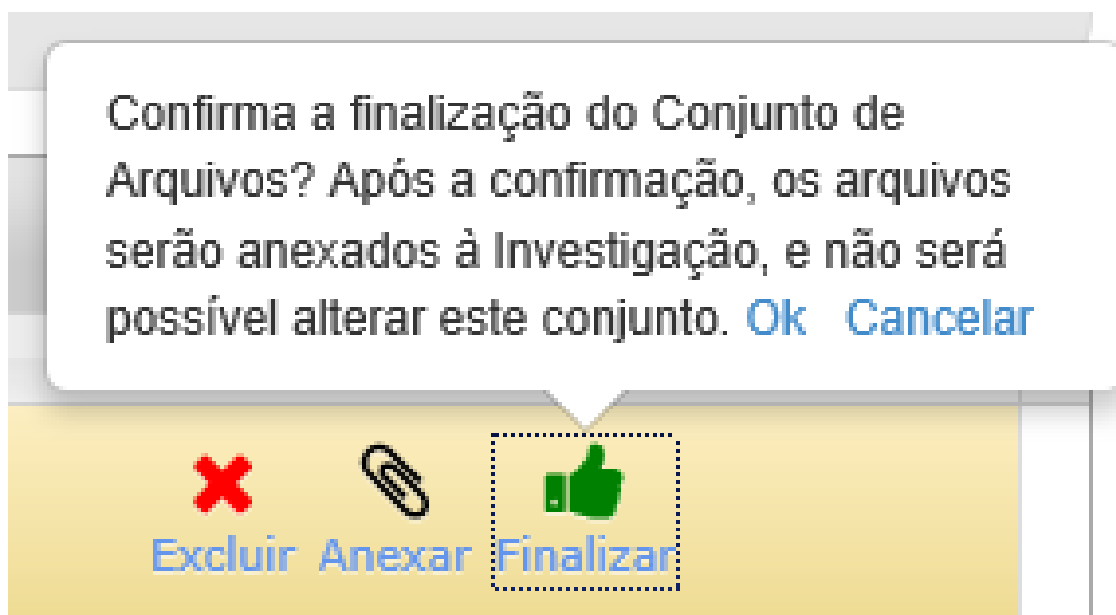 Confirma a finalização do Conjunto de
Arquivos? Após a confirmação, os arquivos
serão anexados à Investigação, e não será
possível alterar este conjunto. Ok Cancelar
Excluir Anexar Finalizar